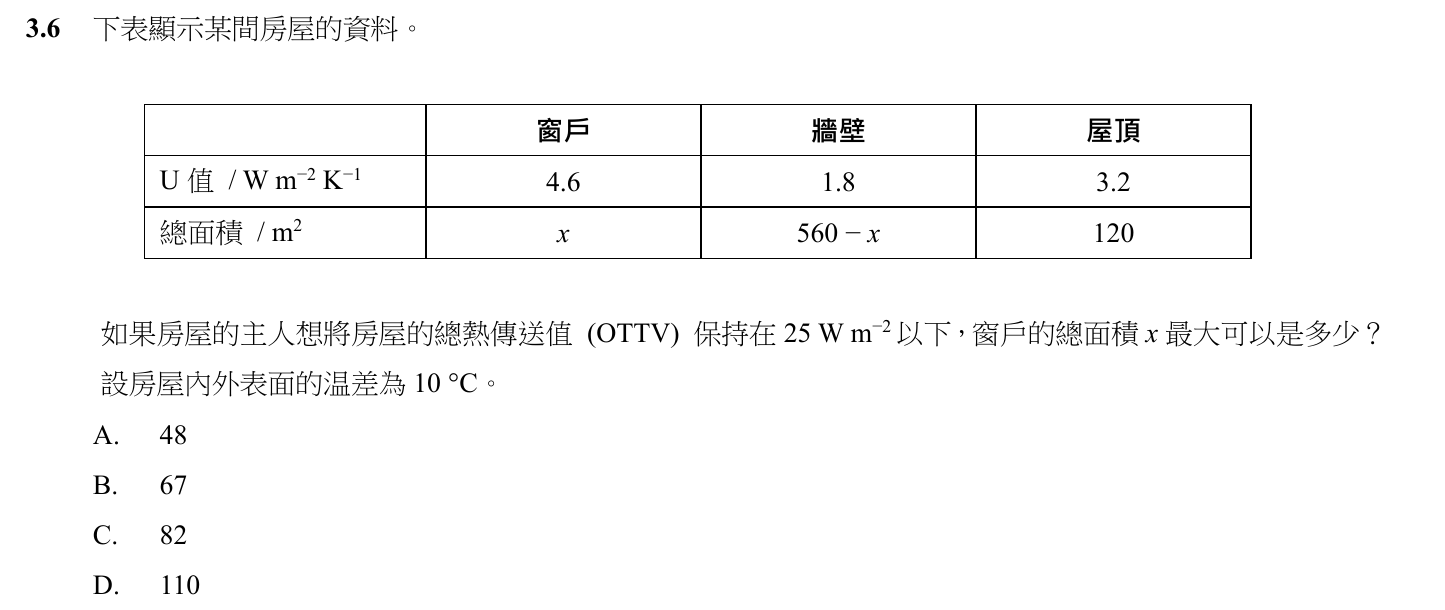 3.6 下表顯示某間房屋的資料。
窗戶 牆壁 屋頂
U 值 / W m⁻² K⁻¹ 4.6 1.8 3.2
總面積 / m² x 560 − x 120
如果房屋的主人想將房屋的總熱傳送值 (OTTV) 保持在 25 W m⁻² 以下，窗戶的總面積 x 最大可以是多少？
設房屋內外表面的温差為 10 °C。
A. 48
B. 67
C. 82
D. 110